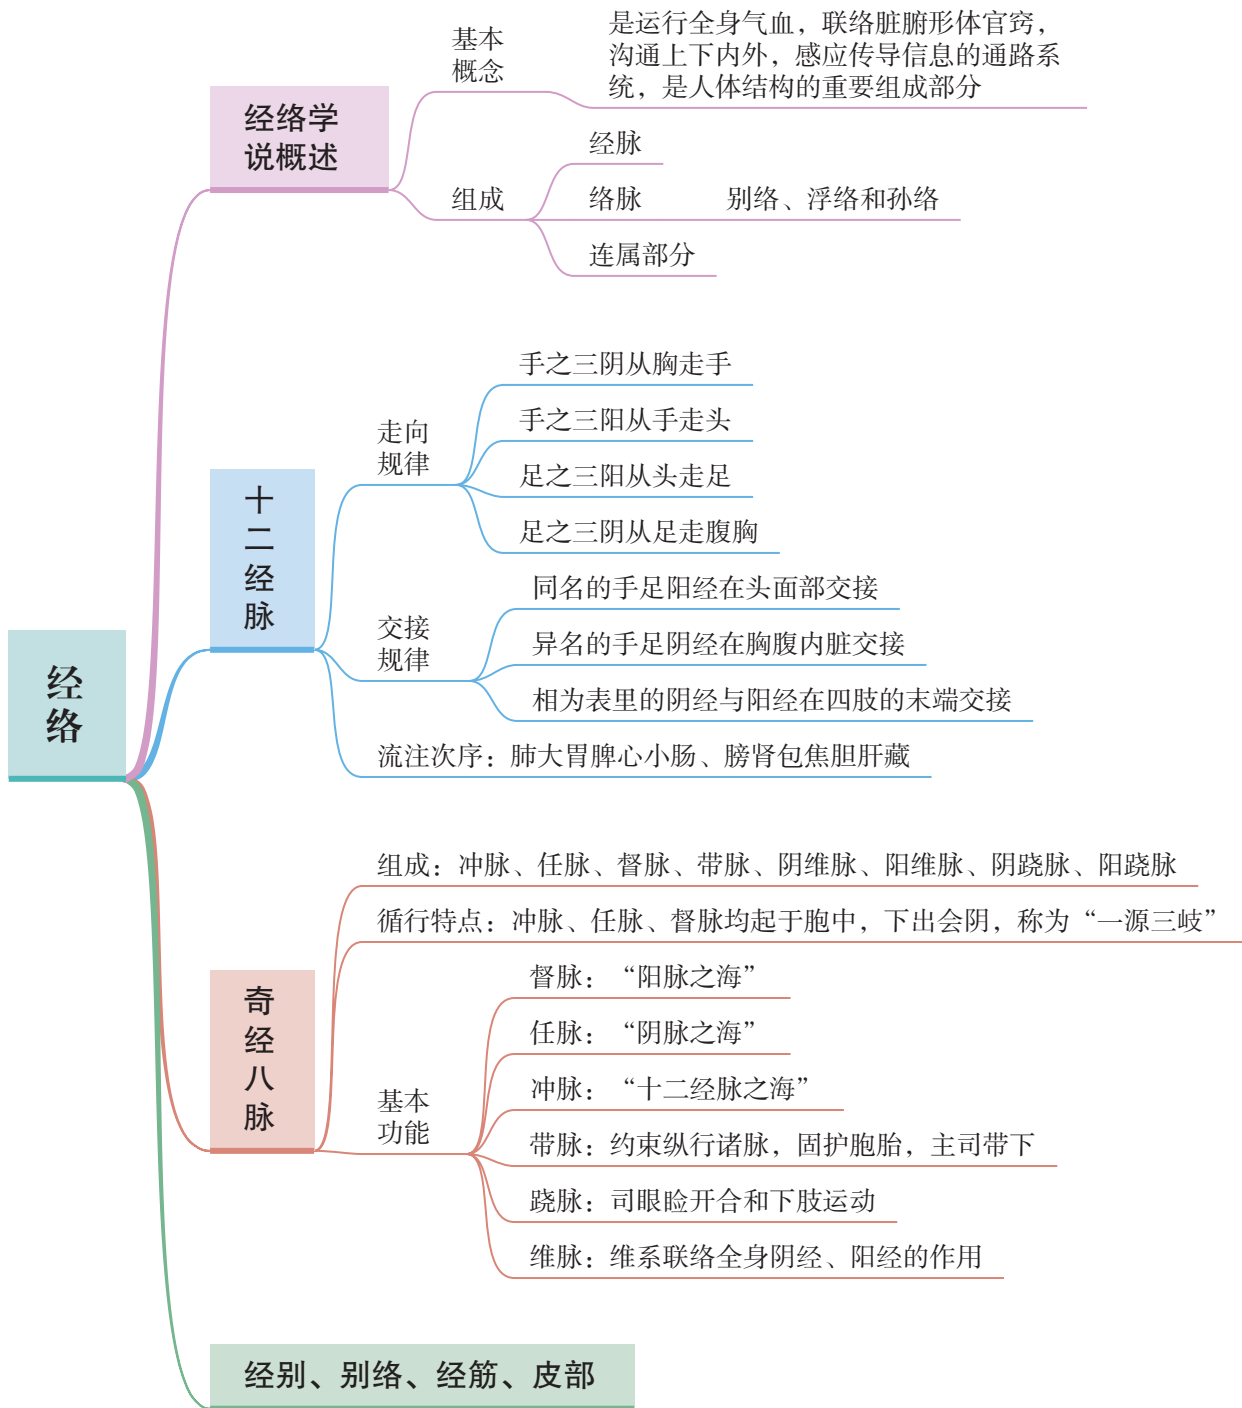 经
络
经络学
说概述
基本
概念
是运行全身气血，联络脏腑形体官窍，
沟通上下内外，感应传导信息的通路系
统，是人体结构的重要组成部分
组成
经脉
络脉
别络、浮络和孙络
连属部分
十
二
经
脉
走向
规律
手之三阴从胸走手
手之三阳从手走头
足之三阳从头走足
足之三阴从足走腹胸
交接
规律
同名的手足阳经在头面部交接
异名的手足阴经在胸腹内脏交接
相为表里的阴经与阳经在四肢的末端交接
流注次序：肺大胃脾心小肠、膀肾包焦胆肝藏
奇
经
八
脉
组成：冲脉、任脉、督脉、带脉、阴维脉、阳维脉、阴跷脉、阳跷脉
循行特点：冲脉、任脉、督脉均起于胞中，下出会阴，称为“一源三岐”
基本
功能
督脉：“阳脉之海”
任脉：“阴脉之海”
冲脉：“十二经脉之海”
带脉：约束纵行诸脉，固护胞胎，主司带下
跷脉：司眼睑开合和下肢运动
维脉：维系联络全身阴经、阳经的作用
经别、别络、经筋、皮部